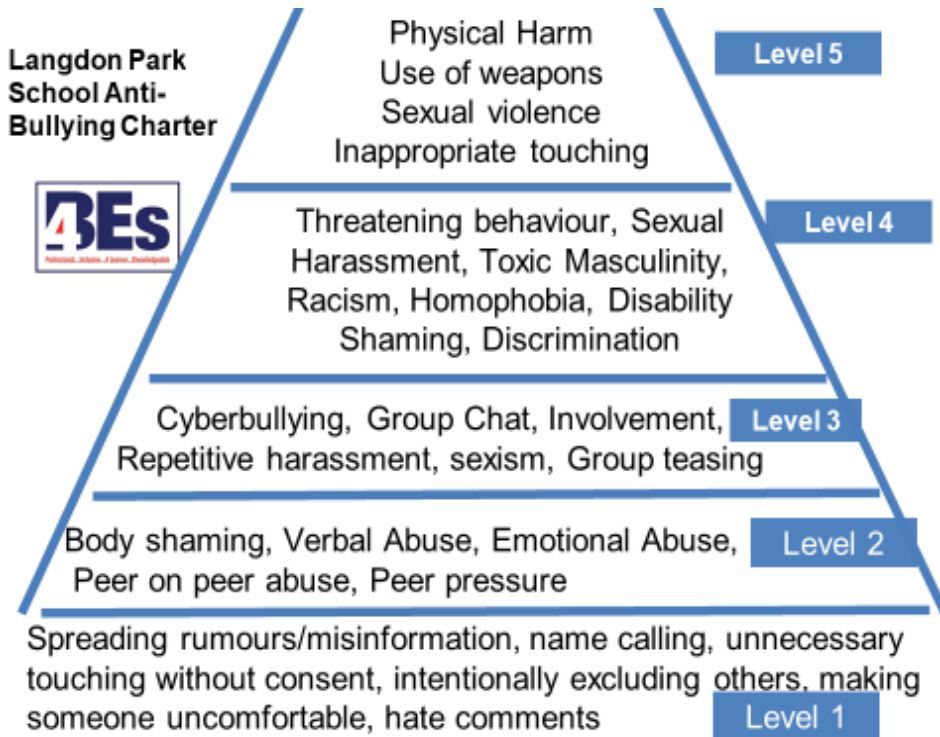 Langdon Park
School Anti-
Bullying Charter
4BEs
Physical Harm
Use of weapons
Sexual violence
Inappropriate touching
Level 5
Threatening behaviour, Sexual
Harassment, Toxic Masculinity,
Racism, Homophobia, Disability
Shaming, Discrimination
Level 4
Cyberbullying, Group Chat, Involvement,
Repetitive harassment, sexism, Group teasing
Level 3
Body shaming, Verbal Abuse, Emotional Abuse,
Peer on peer abuse, Peer pressure
Level 2
Spreading rumours/misinformation, name calling, unnecessary
touching without consent, intentionally excluding others, making
someone uncomfortable, hate comments
Level 1